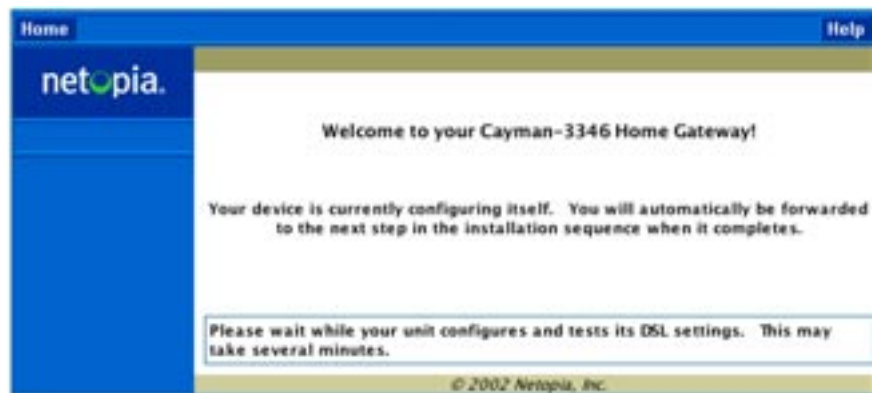 Home Help
netopia.
Welcome to your Cayman-3346 Home Gateway!
Your device is currently configuring itself. You will automatically be forwarded
to the next step in the installation sequence when it completes.
Please wait while your unit configures and tests its DSL settings. This may
take several minutes.
© 2002 Netopia, Inc.